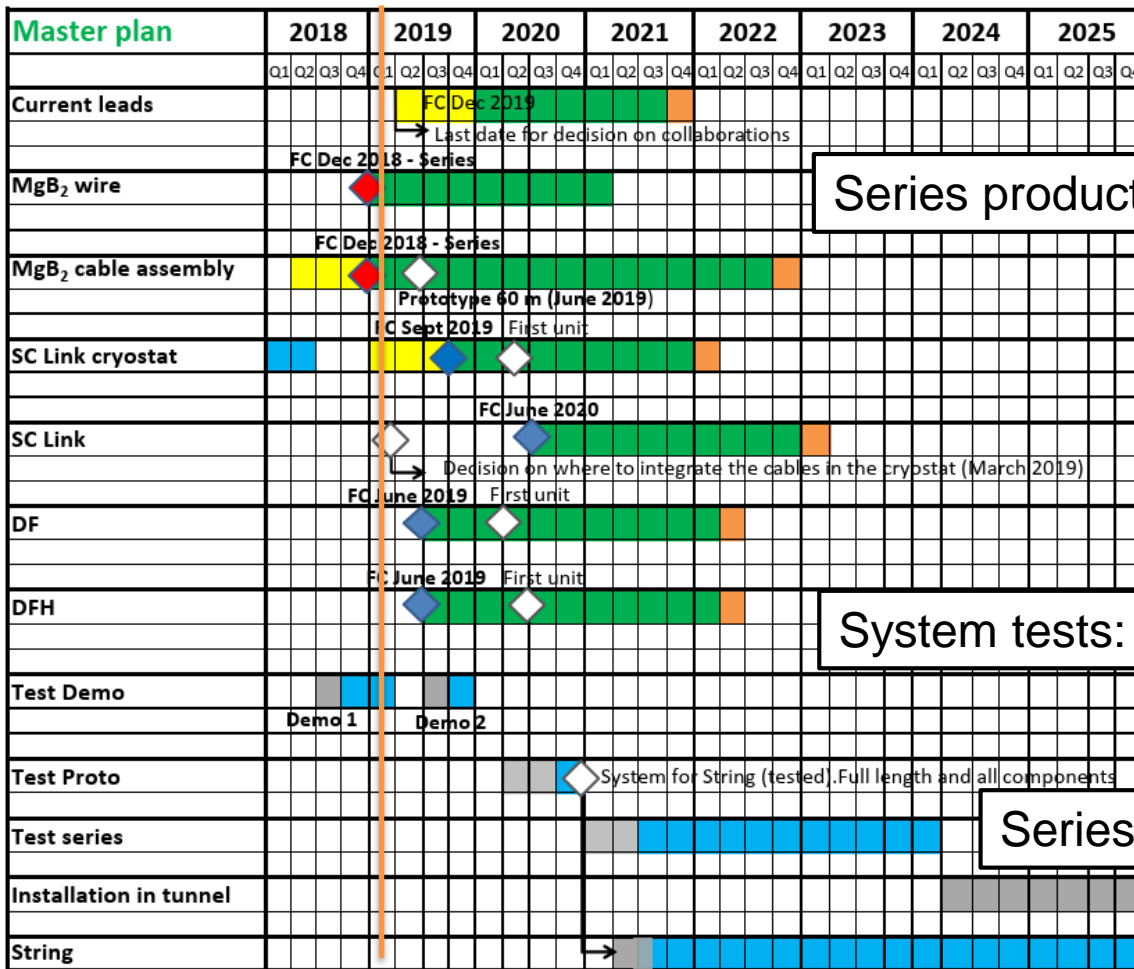 Master plan 2018 2019 2020 2021 2022 2023 2024 2025
Q1 Q2 Q3 Q4 Q1 Q2 Q3 Q4 Q1 Q2 Q3 Q4 Q1 Q2 Q3 Q4 Q1 Q2 Q3 Q4 Q1 Q2 Q3 Q4 Q1 Q2 Q3 Q4 Q1 Q2 Q3 Q4
Current leads FC Dec 2019
Last date for decision on collaborations
FC Dec 2018 - Series
MgB₂ wire
Series product
FC Dec 2018 - Series
MgB₂ cable assembly
Prototype 60 m (June 2019)
FC Sept 2019 First unit
SC Link cryostat
FC June 2020
SC Link
Decision on where to integrate the cables in the cryostat (March 2019)
FC June 2019 First unit
DF
FC June 2019 First unit
DFH
System tests:
Test Demo
Demo 1 Demo 2
Test Proto System for String (tested).Full length and all components
Test series
Series
Installation in tunnel
String